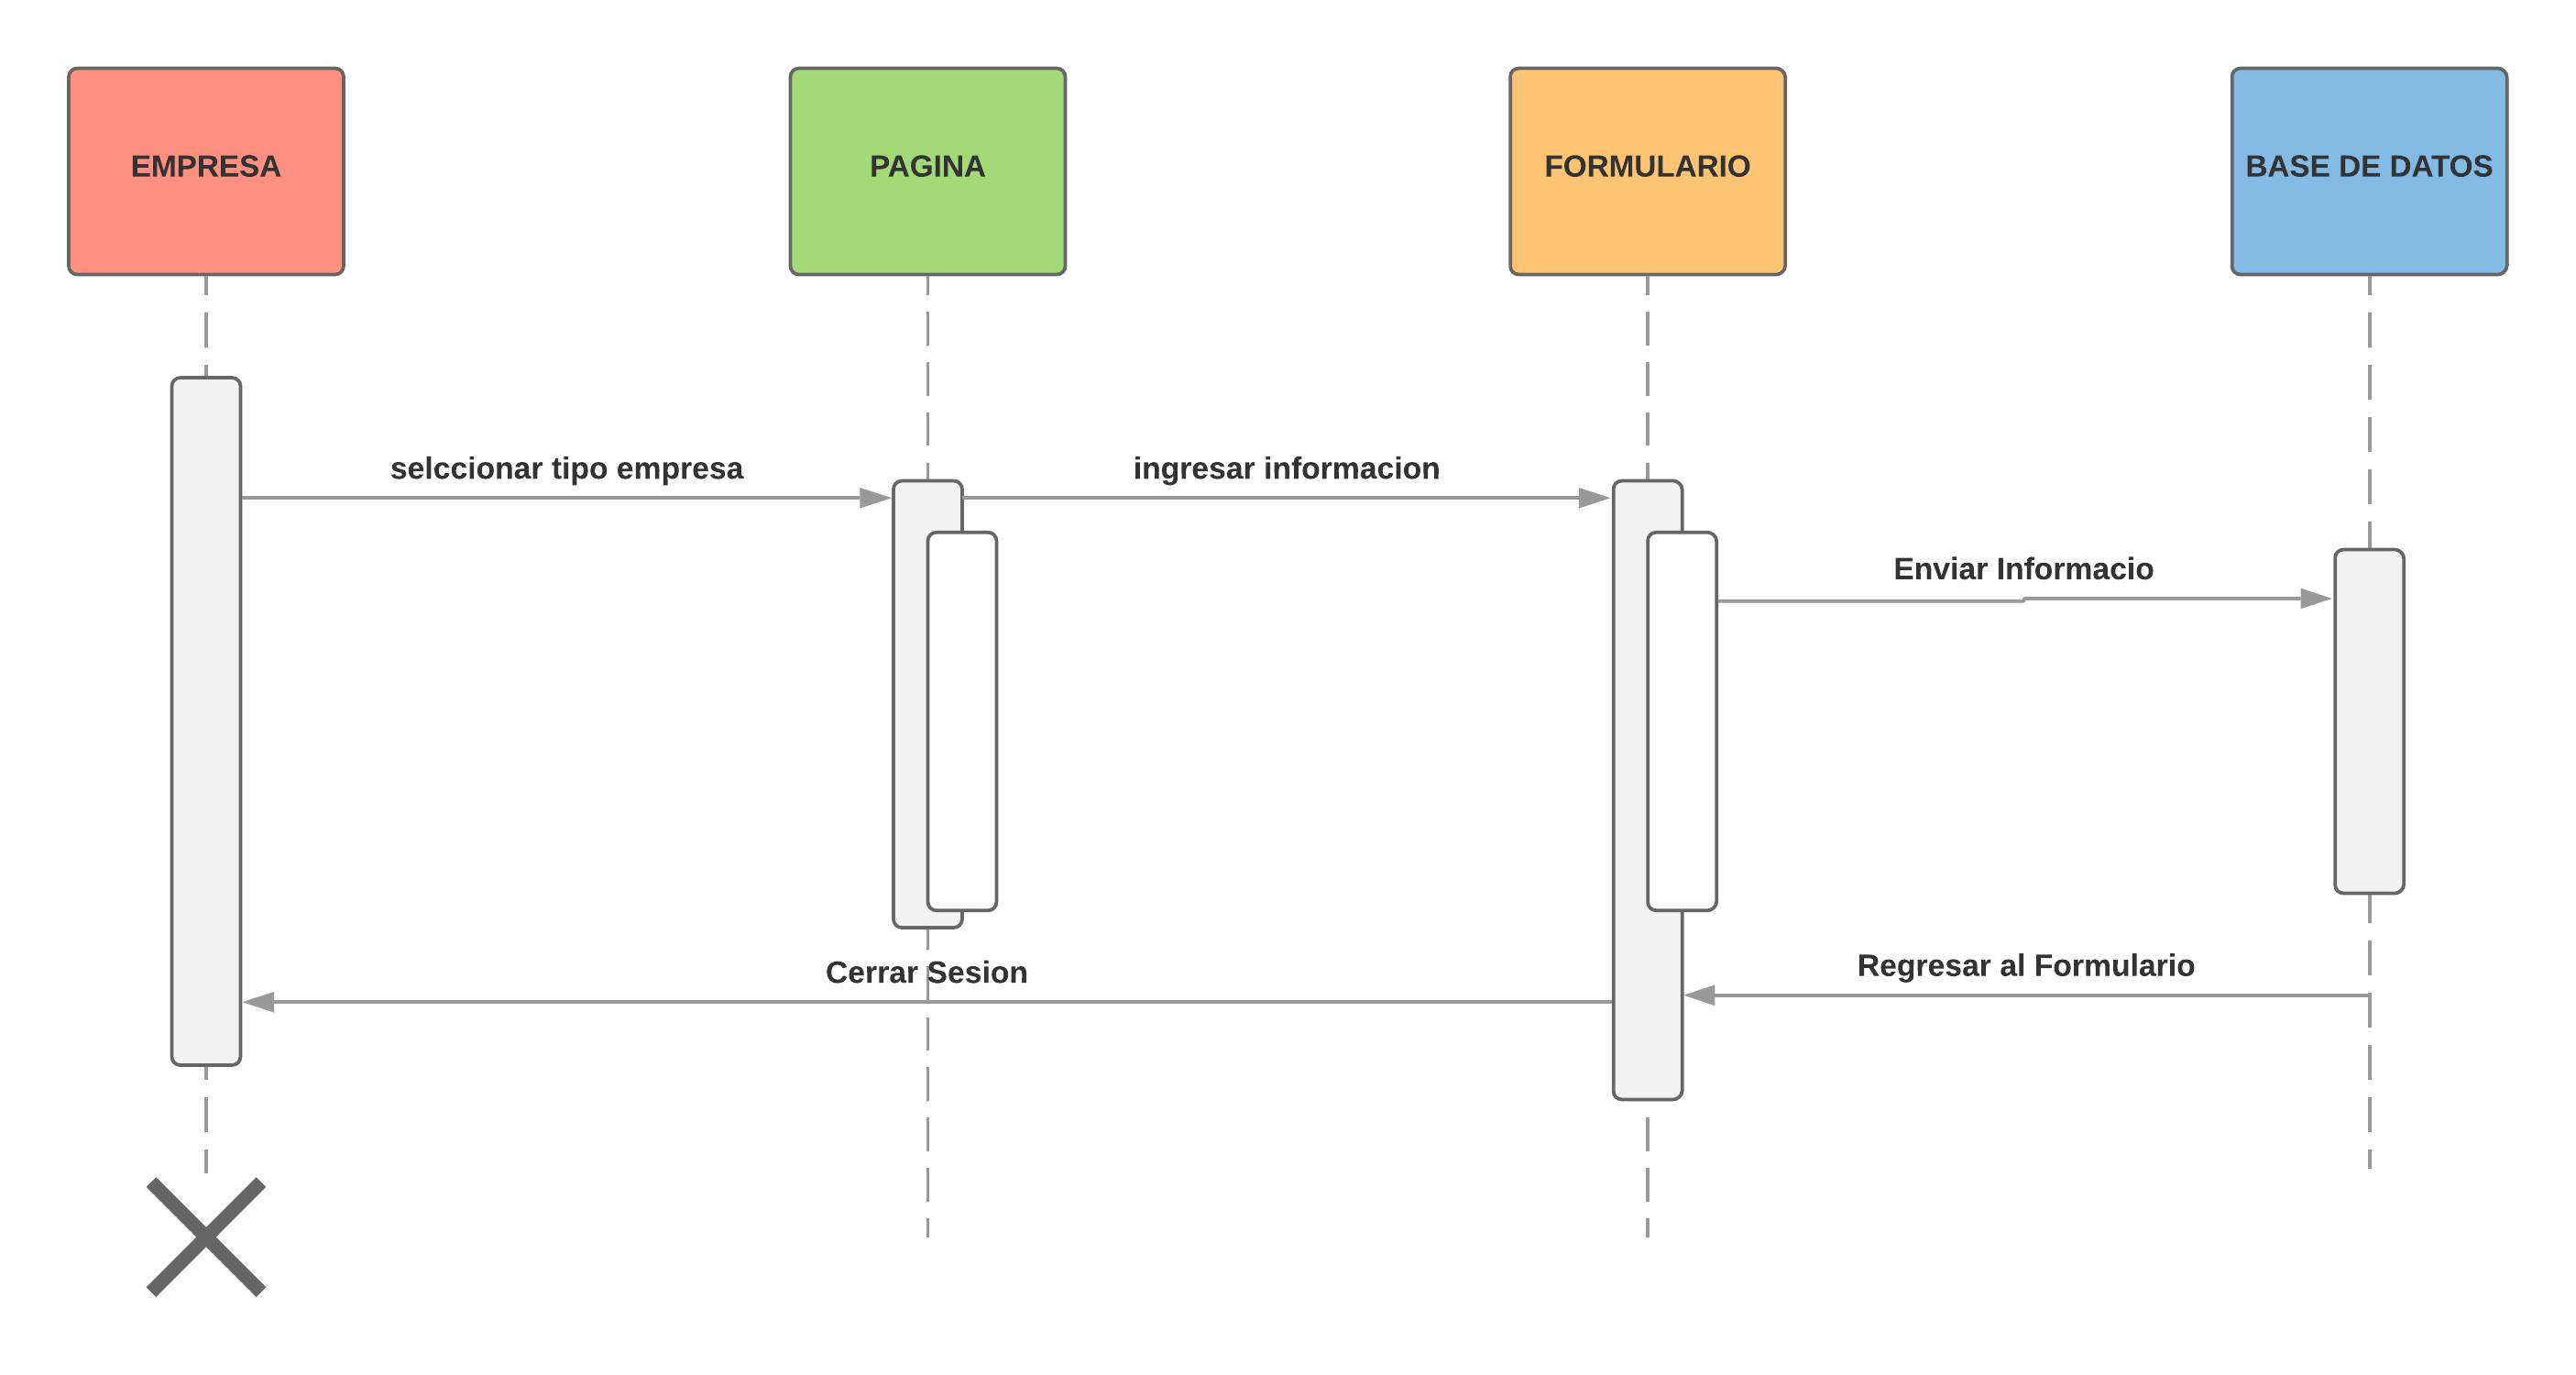 EMPRESA
PAGINA
FORMULARIO
BASE DE DATOS
selccionar tipo empresa
ingresar informacion
Enviar Informacio
Cerrar Sesion
Regresar al Formulario